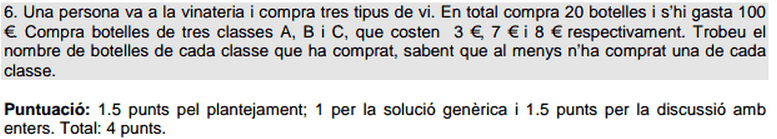 6. Una persona va a la vinateria i compra tres tipus de vi. En total compra 20 botelles i s'hi gasta 100
€. Compra botelles de tres classes A, B i C, que costen 3 €, 7 € i 8 € respectivament. Trobeu el
nombre de botelles de cada classe que ha comprat, sabent que al menys n'ha comprat una de cada
classe.
Puntuació: 1.5 punts pel plantejament; 1 per la solució genèrica i 1.5 punts per la discussió amb
enters. Total: 4 punts.